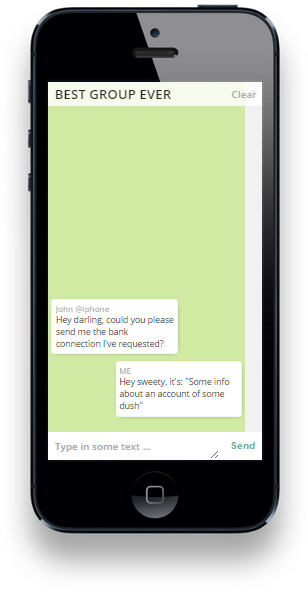 BEST GROUP EVER Clear
John @iphone
Hey darling, could you please
send me the bank
connection I've requested?
ME
Hey sweety, it's: "Some info
about an account of some
dush"
Type in some text ... Send